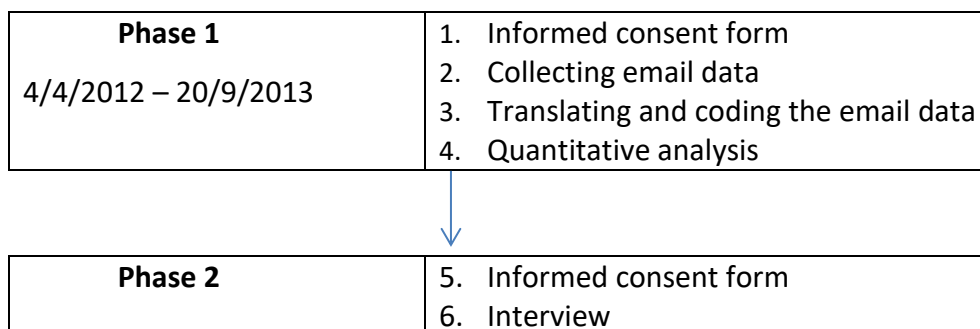 Phase 1
4/4/2012 – 20/9/2013
1. Informed consent form
2. Collecting email data
3. Translating and coding the email data
4. Quantitative analysis
Phase 2
5. Informed consent form
6. Interview